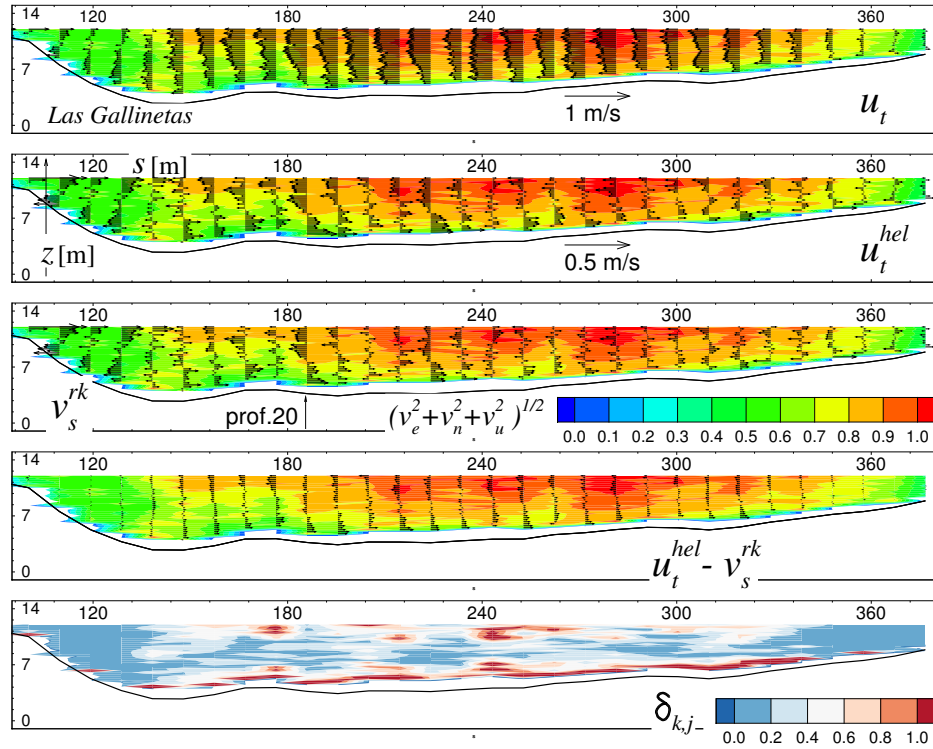 14 120 180 240 300 360
7
Las Gallinetas 1 m/s u_t
0
14 120 s [m] 180 240 300 360
7
z [m] 0.5 m/s u_t^{hel}
0
14 120 180 240 300 360
7
v_s^{rk} prof.20 (v_e^2+v_n^2+v_u^2)^{1/2} 0.0 0.1 0.2 0.4 0.5 0.6 0.7 0.8 0.9 1.0
0
14 120 180 240 300 360
7
u_t^{hel} - v_s^{rk}
0
14 120 180 240 300 360
7
δ_{k,j} 0.0 0.2 0.4 0.6 0.8 1.0
0